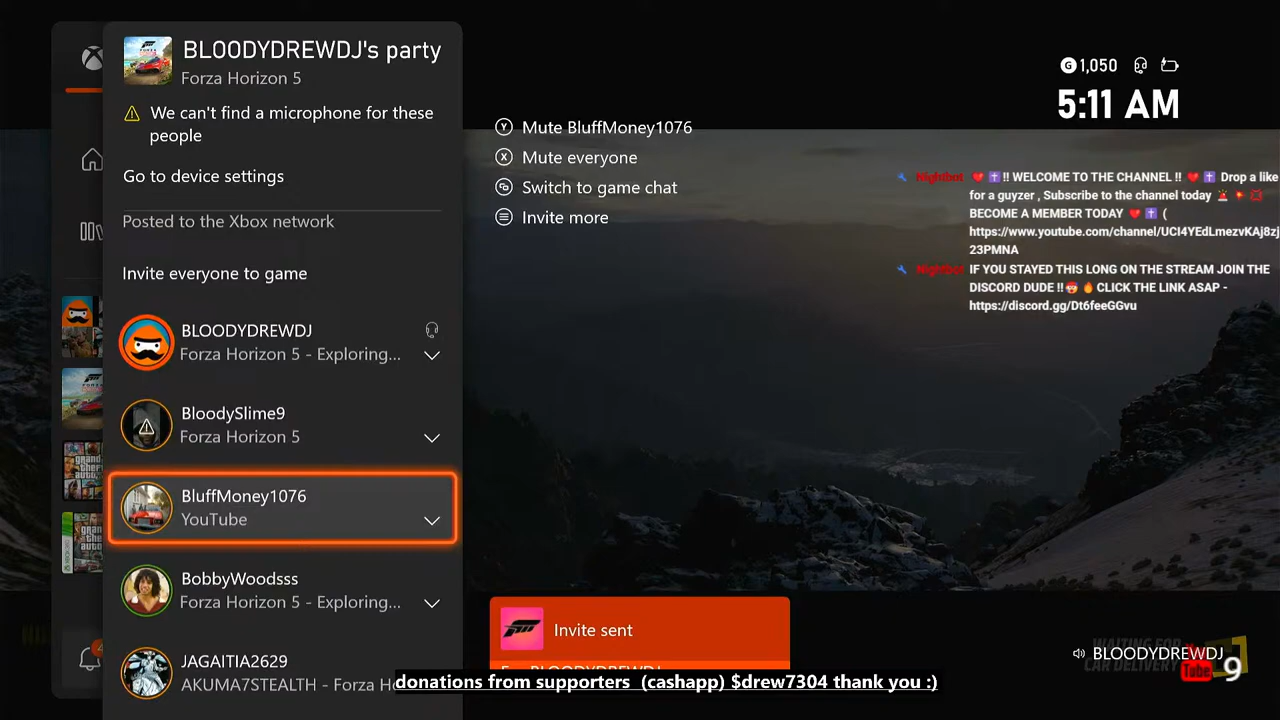 BLOODYDREWDJ's party
Forza Horizon 5
We can't find a microphone for these
people
Go to device settings
Posted to the Xbox network
Invite everyone to game
BLOODYDREWDJ
Forza Horizon 5 - Exploring...
BloodySlime9
Forza Horizon 5
BluffMoney1076
YouTube
BobbyWoodsss
Forza Horizon 5 - Exploring...
JAGAITIA2629
AKUMA7STEALTH - Forza
Mute BluffMoney1076
Mute everyone
Switch to game chat
Invite more
G 1,050
5:11 AM
Nightbot !! WELCOME TO THE CHANNEL !! Drop a like
for a guyzer , Subscribe to the channel today
BECOME A MEMBER TODAY (
https://www.youtube.com/channel/UCI4YEdLmezvKAj8zj
23PMNA
Nightbot IF YOU STAYED THIS LONG ON THE STREAM JOIN THE
DISCORD DUDE !! CLICK THE LINK ASAP -
https://discord.gg/Dt6feeGGvu
Invite sent
donations from supporters (cashapp) $drew7304 thank you :)
WAITING FOR
CAR DELIVERY
BLOODYDREWDJ
Tube 9